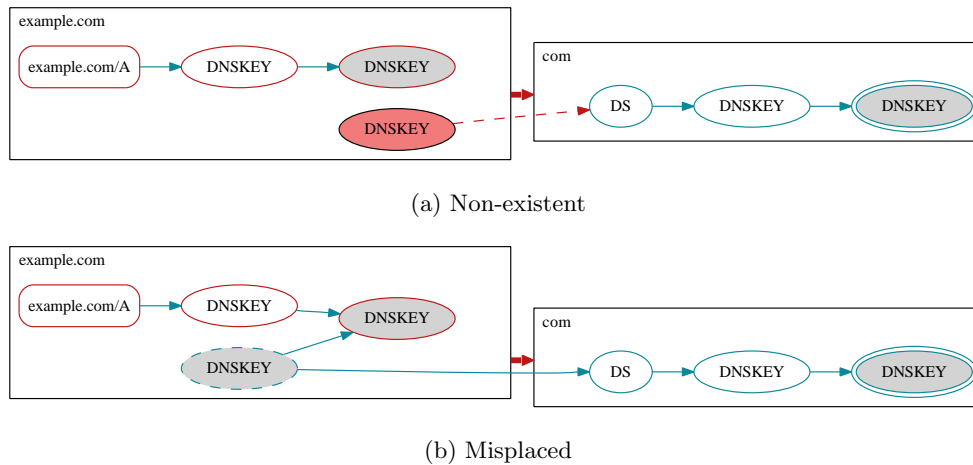 example.com
example.com/A DNSKEY DNSKEY
DNSKEY
com
DS DNSKEY DNSKEY
(a) Non-existent
example.com
example.com/A DNSKEY DNSKEY
DNSKEY
com
DS DNSKEY DNSKEY
(b) Misplaced